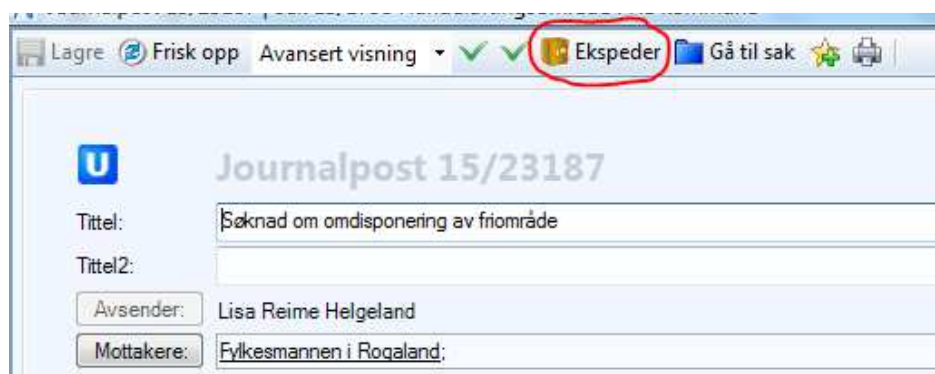 Lagre Frisk opp Avansert visning Ekspeder Gå til sak
U
Journalpost 15/23187
Tittel: Søknad om omdisponering av friområde
Tittel2:
Avsender: Lisa Reime Helgeland
Mottakere: Fylkesmannen i Rogaland;